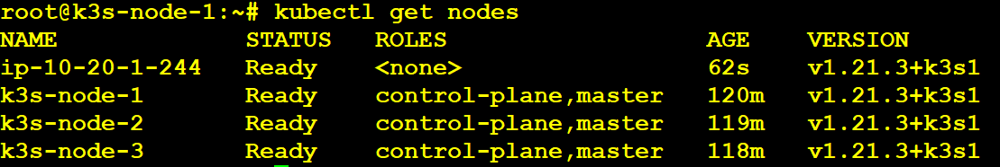 root@k3s-node-1:~# kubectl get nodes
NAME STATUS ROLES AGE VERSION
ip-10-20-1-244 Ready <none> 62s v1.21.3+k3s1
k3s-node-1 Ready control-plane,master 120m v1.21.3+k3s1
k3s-node-2 Ready control-plane,master 119m v1.21.3+k3s1
k3s-node-3 Ready control-plane,master 118m v1.21.3+k3s1